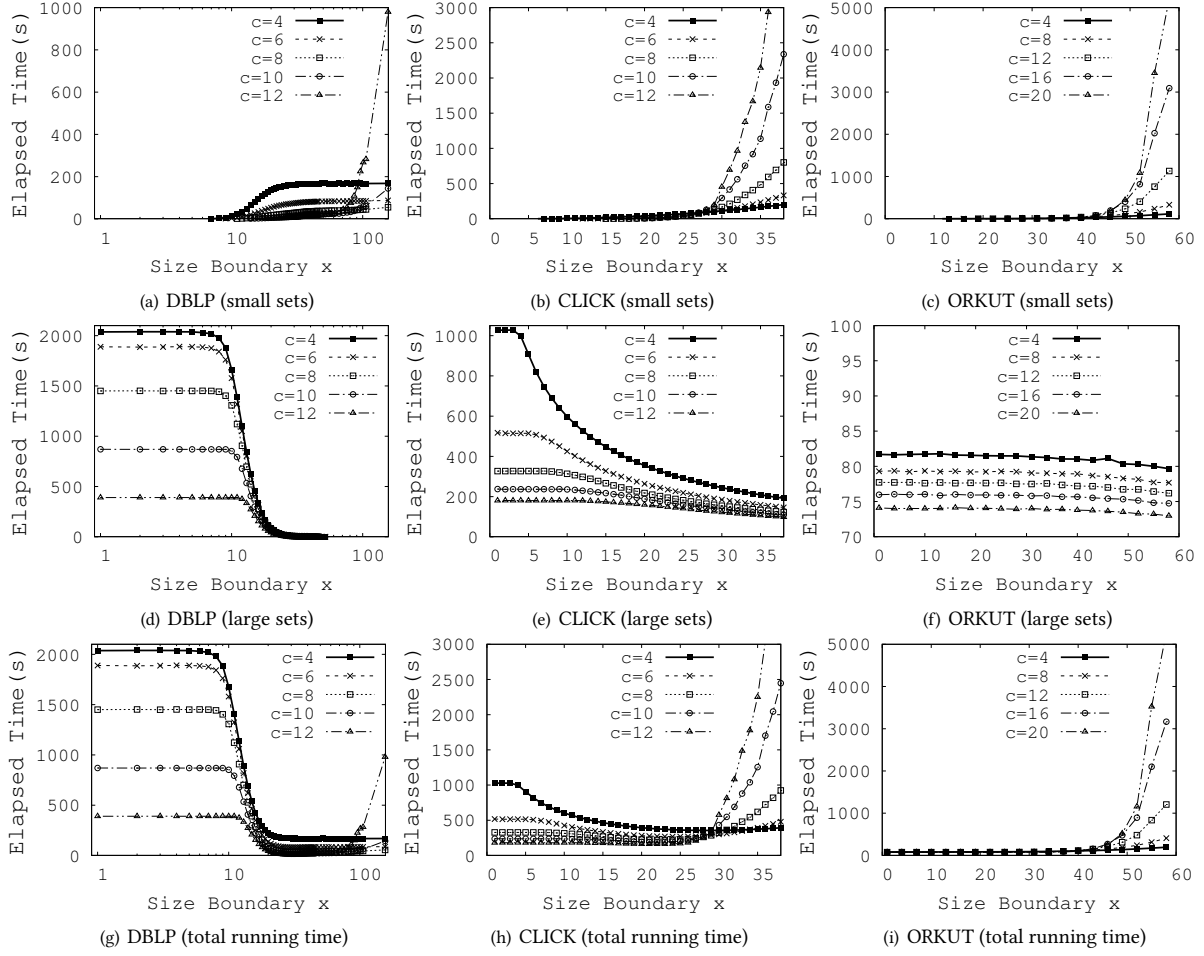 1000
800
600
400
200
0
Elapsed Time(s)
c=4
c=6
c=8
c=10
c=12
1 10 100
Size Boundary x
(a) DBLP (small sets)
3000
2500
2000
1500
1000
500
0
Elapsed Time(s)
c=4
c=6
c=8
c=10
c=12
0 5 10 15 20 25 30 35
Size Boundary x
(b) CLICK (small sets)
5000
4000
3000
2000
1000
0
Elapsed Time(s)
c=4
c=8
c=12
c=16
c=20
0 10 20 30 40 50 60
Size Boundary x
(c) ORKUT (small sets)
2000
1500
1000
500
0
Elapsed Time(s)
c=4
c=6
c=8
c=10
c=12
1 10 100
Size Boundary x
(d) DBLP (large sets)
1000
800
600
400
200
0
Elapsed Time(s)
c=4
c=6
c=8
c=10
c=12
0 5 10 15 20 25 30 35
Size Boundary x
(e) CLICK (large sets)
100
95
90
85
80
75
70
Elapsed Time(s)
c=4
c=8
c=12
c=16
c=20
0 10 20 30 40 50 60
Size Boundary x
(f) ORKUT (large sets)
2000
1500
1000
500
0
Elapsed Time(s)
c=4
c=6
c=8
c=10
c=12
1 10 100
Size Boundary x
(g) DBLP (total running time)
3000
2500
2000
1500
1000
500
0
Elapsed Time(s)
c=4
c=6
c=8
c=10
c=12
0 5 10 15 20 25 30 35
Size Boundary x
(h) CLICK (total running time)
5000
4000
3000
2000
1000
0
Elapsed Time(s)
c=4
c=8
c=12
c=16
c=20
0 10 20 30 40 50 60
Size Boundary x
(i) ORKUT (total running time)